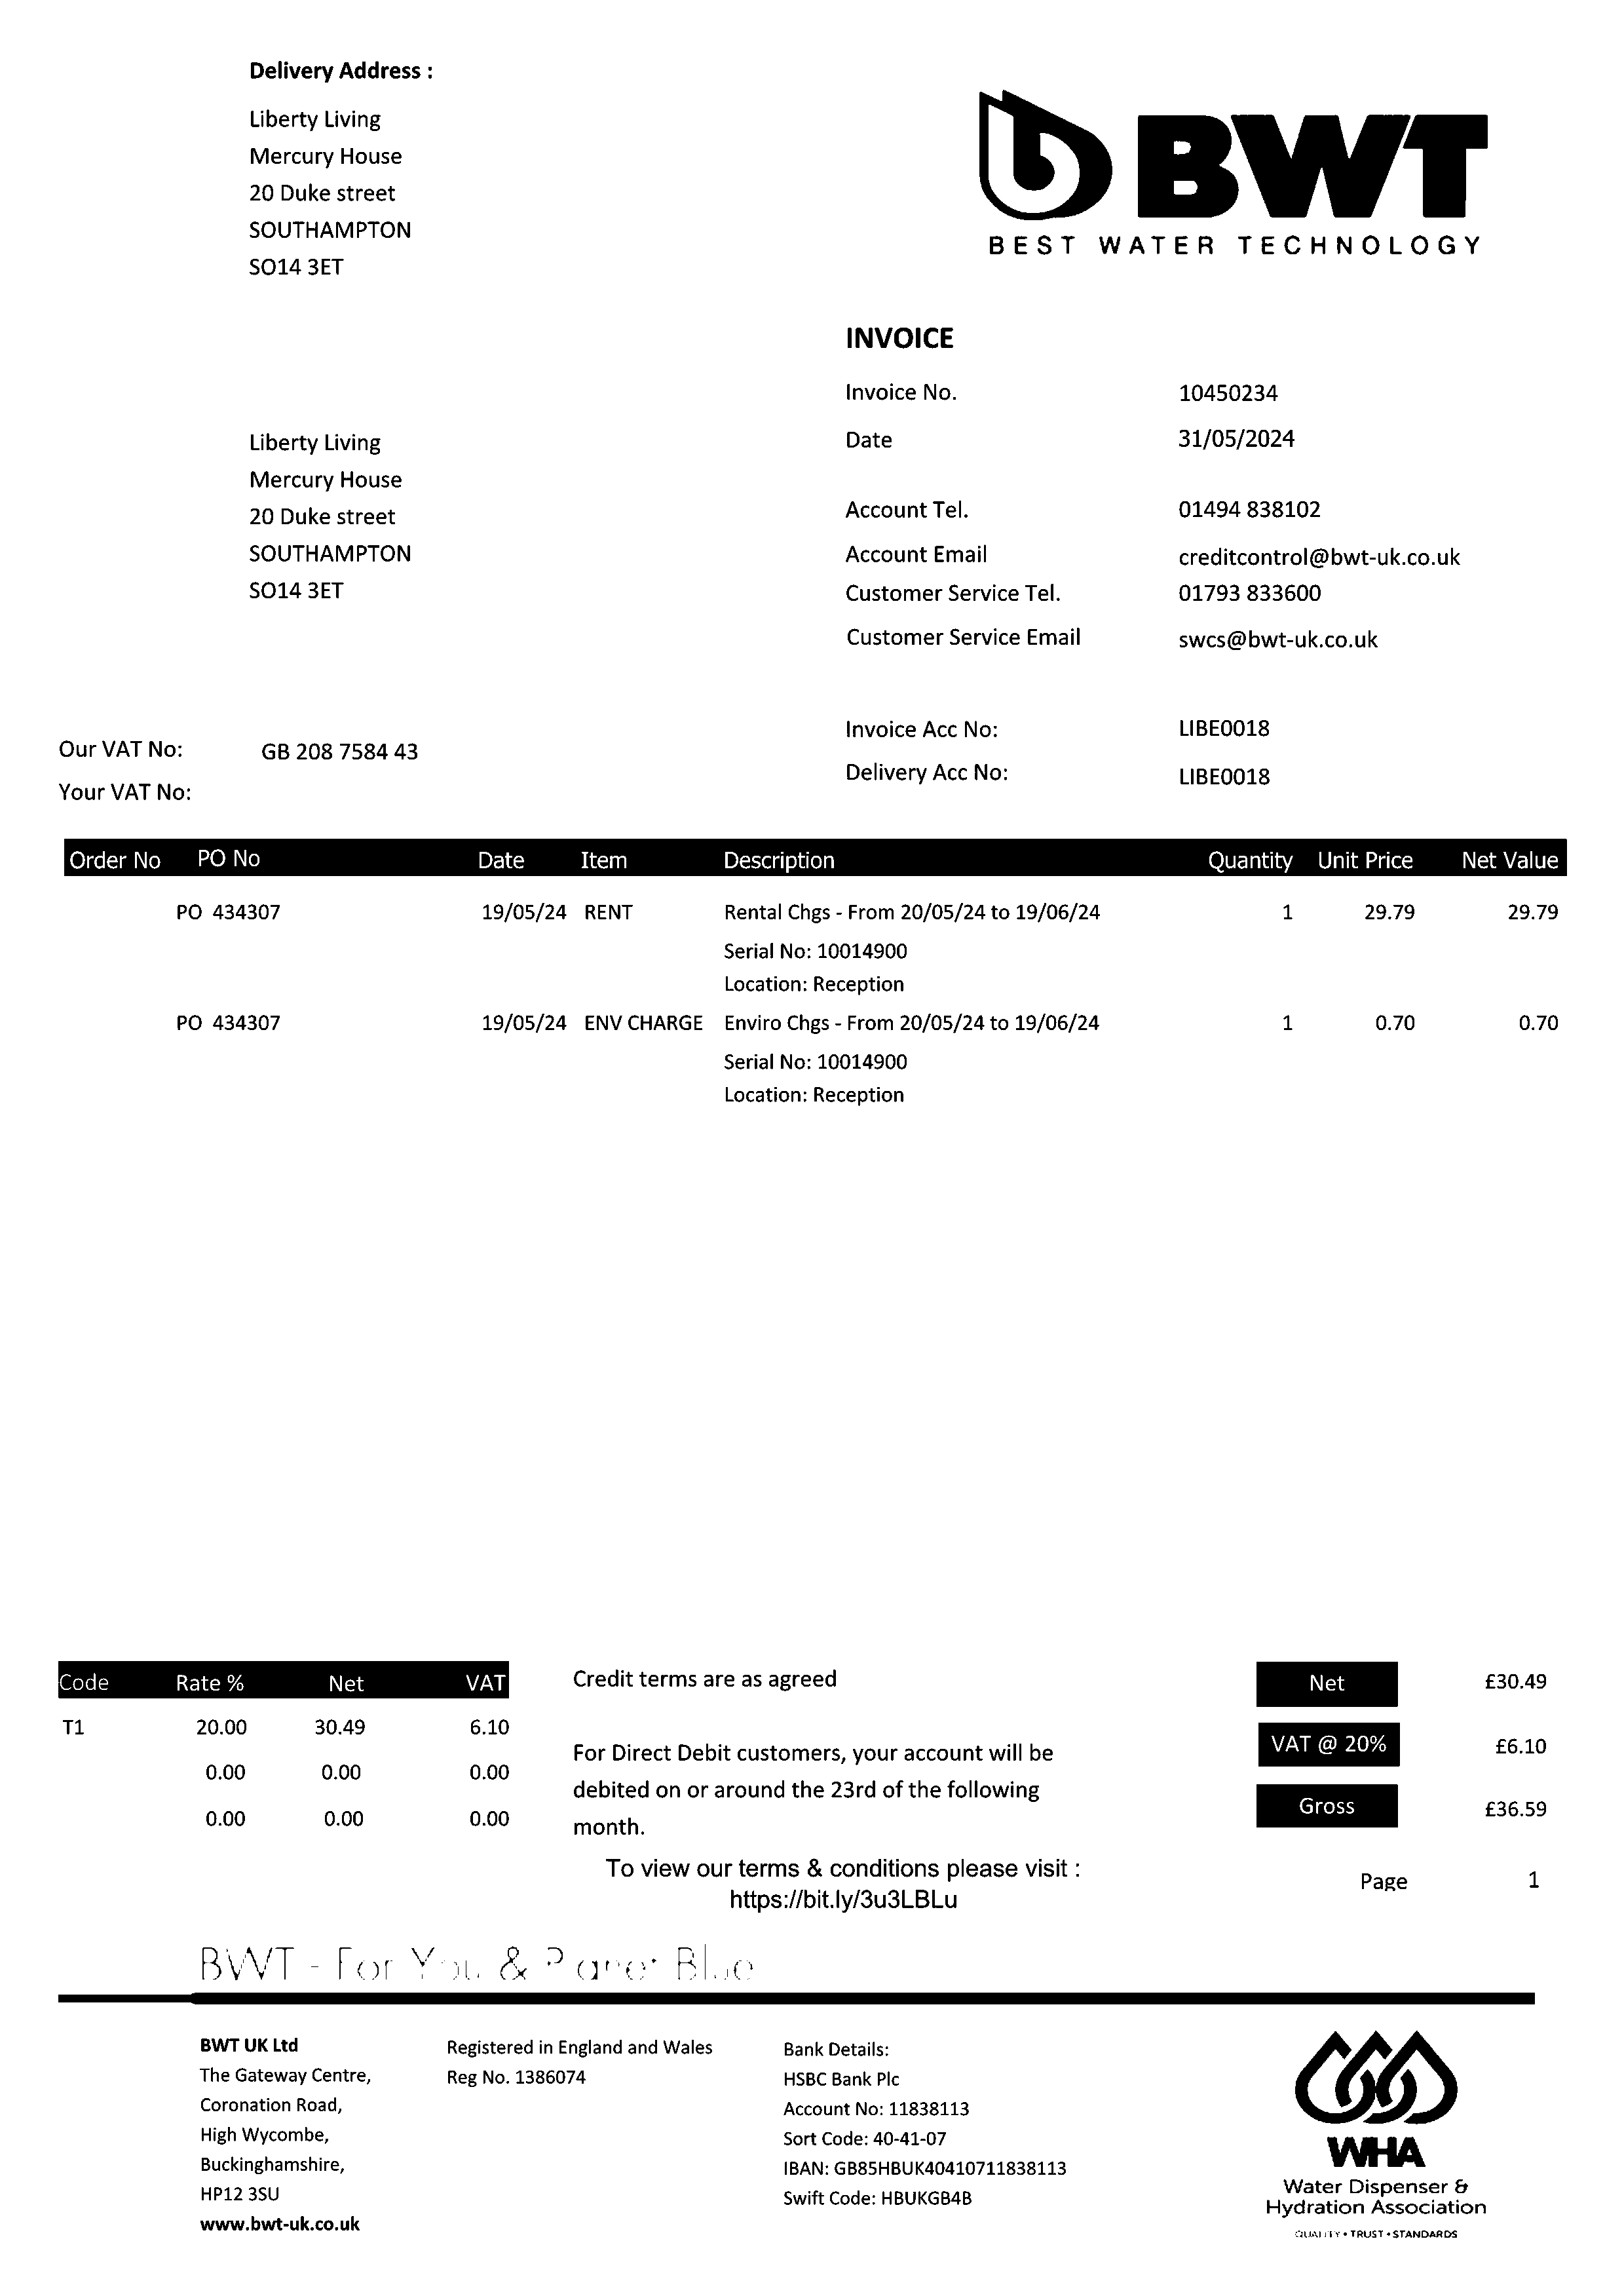 Delivery Address :
Liberty Living
Mercury House
20 Duke street
SOUTHAMPTON
SO14 3ET
BWT
BEST WATER TECHNOLOGY
INVOICE
Invoice No. 10450234
Date 31/05/2024
Liberty Living
Mercury House
20 Duke street
SOUTHAMPTON
SO14 3ET
Account Tel. 01494 838102
Account Email creditcontrol@bwt-uk.co.uk
Customer Service Tel. 01793 833600
Customer Service Email swcs@bwt-uk.co.uk
Invoice Acc No: LIBE0018
Delivery Acc No: LIBE0018
Our VAT No: GB 208 7584 43
Your VAT No:
Order No PO No Date Item Description Quantity Unit Price Net Value
PO 434307 19/05/24 RENT Rental Chgs - From 20/05/24 to 19/06/24 1 29.79 29.79
Serial No: 10014900
Location: Reception
PO 434307 19/05/24 ENV CHARGE Enviro Chgs - From 20/05/24 to 19/06/24 1 0.70 0.70
Serial No: 10014900
Location: Reception
Code Rate % Net VAT
T1 20.00 30.49 6.10
0.00 0.00 0.00
0.00 0.00 0.00
Credit terms are as agreed
For Direct Debit customers, your account will be
debited on or around the 23rd of the following
month.
To view our terms & conditions please visit :
https://bit.ly/3u3LBLu
Net £30.49
VAT @ 20% £6.10
Gross £36.59
Page 1
BWT - For You & Planet Blue
BWT UK Ltd
The Gateway Centre,
Coronation Road,
High Wycombe,
Buckinghamshire,
HP12 3SU
www.bwt-uk.co.uk
Registered in England and Wales
Reg No. 1386074
Bank Details:
HSBC Bank Plc
Account No: 11838113
Sort Code: 40-41-07
IBAN: GB85HBUK40410711838113
Swift Code: HBUKGB4B
WHA
Water Dispenser &
Hydration Association
QUALITY • TRUST • STANDARDS